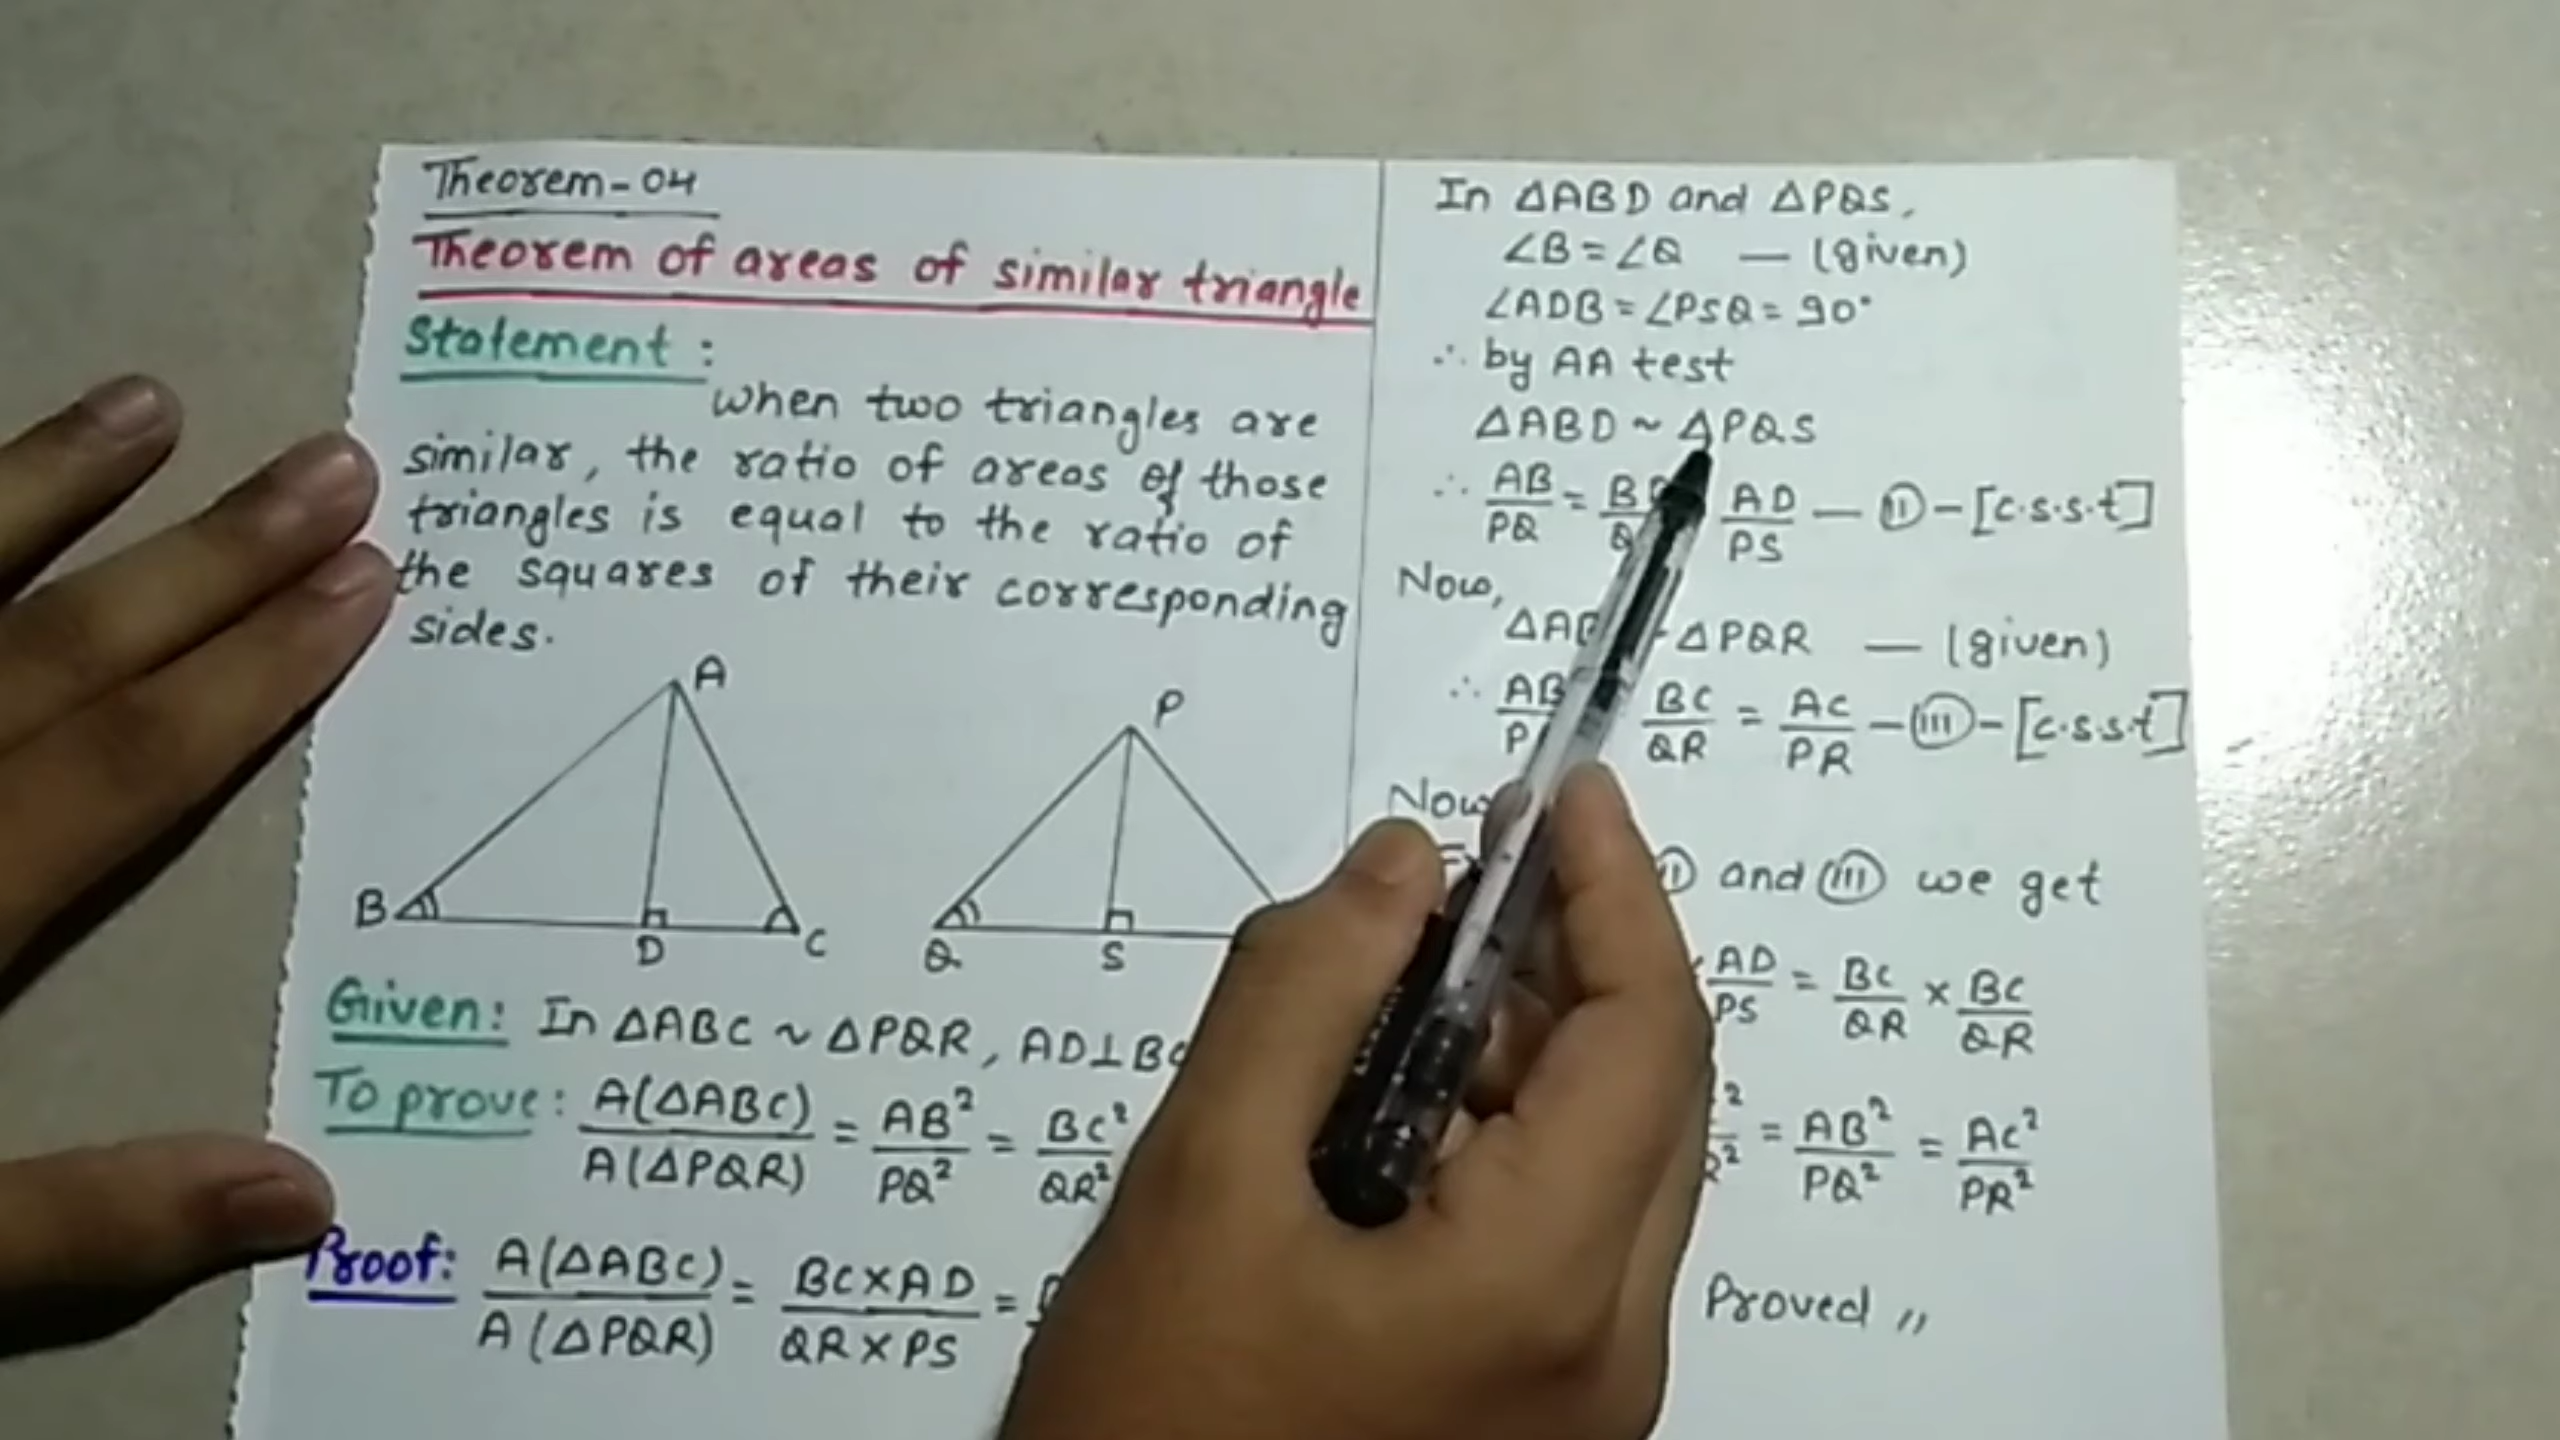 Theorem-04
Theorem of areas of similar triangle
Statement :
when two triangles are
similar, the ratio of areas of those
triangles is equal to the ratio of
the squares of their corresponding
sides.
A
B
D
C
P
Q
S
Given: In ΔABC ~ ΔPQR, AD⊥BC
To prove: A(ΔABC)/A(ΔPQR) = AB²/PQ² = BC²/QR²
Proof: A(ΔABC)/A(ΔPQR) = BC×AD/QR×PS =
In ΔABD and ΔPQS,
∠B = ∠Q — (given)
∠ADB = ∠PSQ = 90°
∴ by AA test
ΔABD ~ ΔPQS
∴ AB/PQ = AD/PS — (II) - [c.s.s.t]
Now,
ΔPQR — (given)
∴ BC/QR = AC/PR — (III) - [c.s.s.t]
Now
and (III) we get
AD/PS = BC/QR × BC/QR
= AB²/PQ² = AC²/PR²
Proved ,,